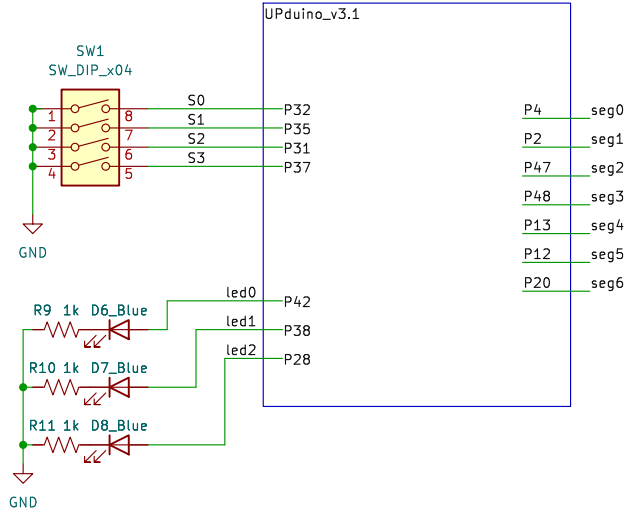 UPduino_v3.1
SW1
SW_DIP_x04
1 8 S0 P32
2 7 S1 P35
3 6 S2 P31
4 5 S3 P37
GND
P4 seg0
P2 seg1
P47 seg2
P48 seg3
P13 seg4
P12 seg5
P20 seg6
led0 P42
R9 1k D6_Blue
led1 P38
R10 1k D7_Blue
led2 P28
R11 1k D8_Blue
GND